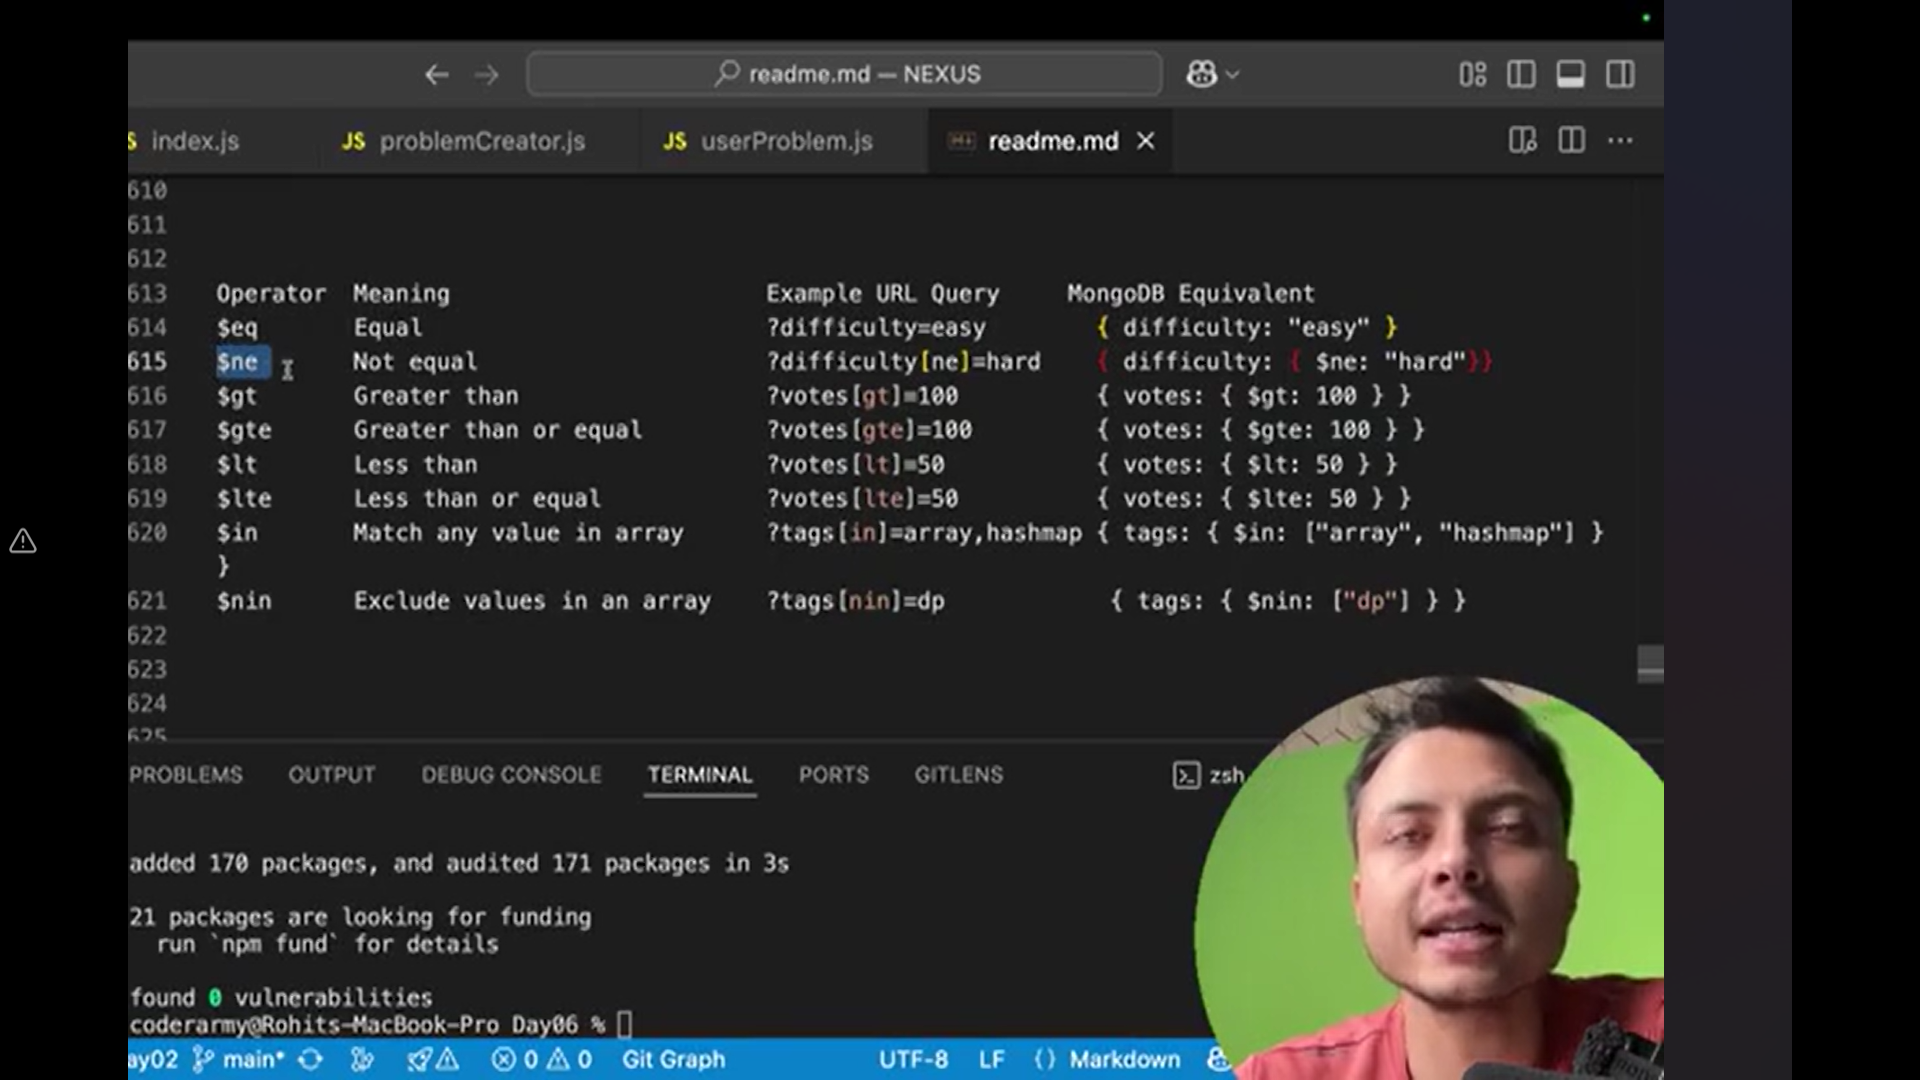 readme.md — NEXUS
index.js
JS problemCreator.js
JS userProblem.js
readme.md
610
611
612
613 Operator Meaning Example URL Query MongoDB Equivalent
614 $eq Equal ?difficulty=easy { difficulty: "easy" }
615 $ne Not equal ?difficulty[ne]=hard { difficulty: { $ne: "hard"}}
616 $gt Greater than ?votes[gt]=100 { votes: { $gt: 100 } }
617 $gte Greater than or equal ?votes[gte]=100 { votes: { $gte: 100 } }
618 $lt Less than ?votes[lt]=50 { votes: { $lt: 50 } }
619 $lte Less than or equal ?votes[lte]=50 { votes: { $lte: 50 } }
620 $in Match any value in array ?tags[in]=array,hashmap { tags: { $in: ["array", "hashmap"] }
}
621 $nin Exclude values in an array ?tags[nin]=dp { tags: { $nin: ["dp"] } }
622
623
624
625
PROBLEMS OUTPUT DEBUG CONSOLE TERMINAL PORTS GITLENS zsh
added 170 packages, and audited 171 packages in 3s
21 packages are looking for funding
run `npm fund` for details
found 0 vulnerabilities
coderarmy@Rohits-MacBook-Pro Day06 %
ay02 main* 0 0 Git Graph UTF-8 LF {} Markdown